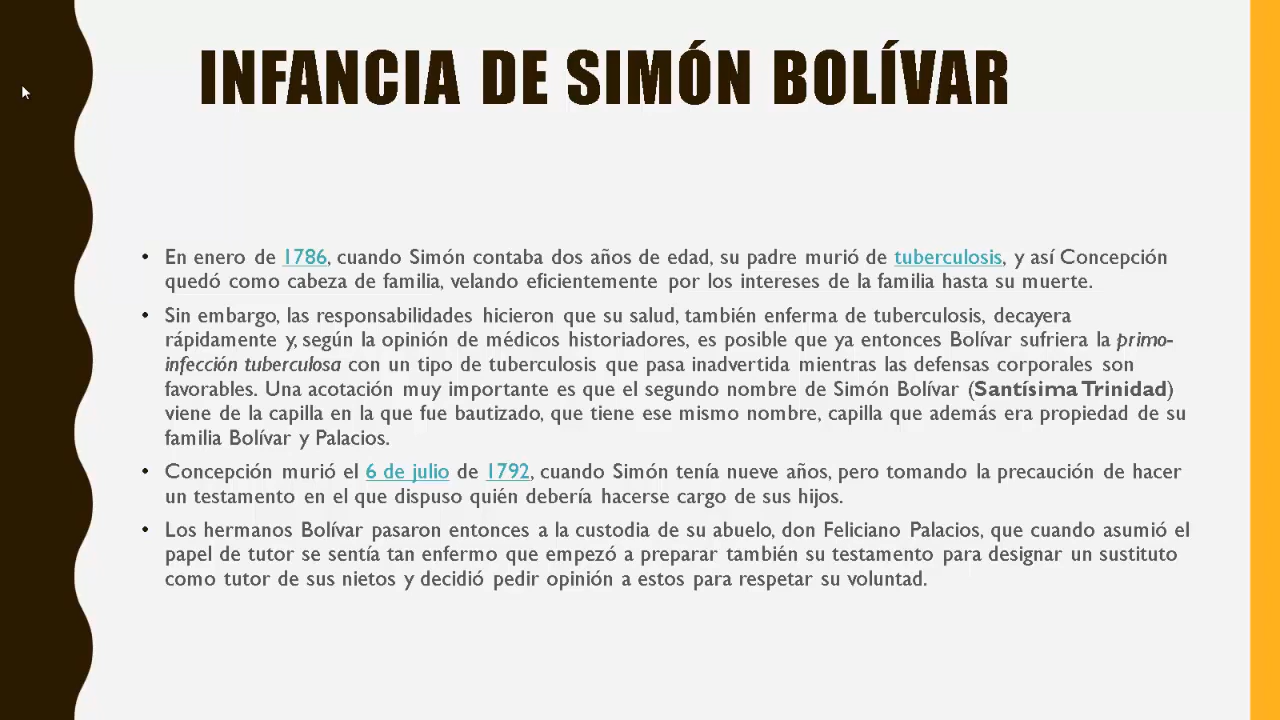 INFANCIA DE SIMÓN BOLÍVAR
• En enero de 1786, cuando Simón contaba dos años de edad, su padre murió de tuberculosis, y así Concepción
quedó como cabeza de familia, velando eficientemente por los intereses de la familia hasta su muerte.
• Sin embargo, las responsabilidades hicieron que su salud, también enferma de tuberculosis, decayera
rápidamente y, según la opinión de médicos historiadores, es posible que ya entonces Bolívar sufriera la primo-
infección tuberculosa con un tipo de tuberculosis que pasa inadvertida mientras las defensas corporales son
favorables. Una acotación muy importante es que el segundo nombre de Simón Bolívar (Santísima Trinidad)
viene de la capilla en la que fue bautizado, que tiene ese mismo nombre, capilla que además era propiedad de su
familia Bolívar y Palacios.
• Concepción murió el 6 de julio de 1792, cuando Simón tenía nueve años, pero tomando la precaución de hacer
un testamento en el que dispuso quién debería hacerse cargo de sus hijos.
• Los hermanos Bolívar pasaron entonces a la custodia de su abuelo, don Feliciano Palacios, que cuando asumió el
papel de tutor se sentía tan enfermo que empezó a preparar también su testamento para designar un sustituto
como tutor de sus nietos y decidió pedir opinión a estos para respetar su voluntad.